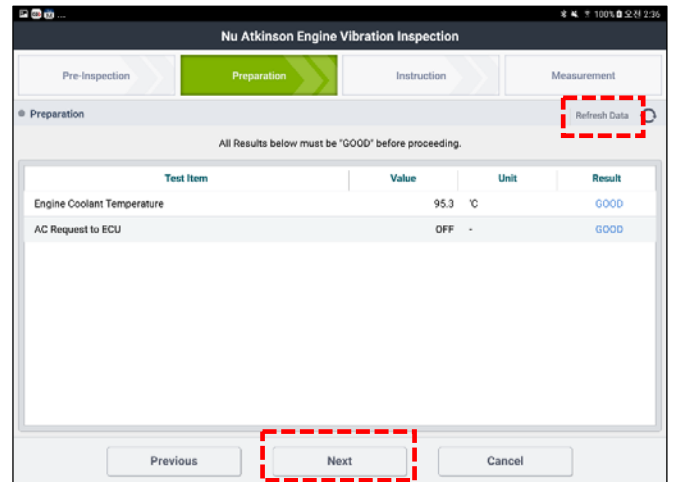 ... 100% 오전 2:36
Nu Atkinson Engine Vibration Inspection
Pre-Inspection Preparation Instruction Measurement
Preparation Refresh Data
All Results below must be "GOOD" before proceeding.
Test Item Value Unit Result
Engine Coolant Temperature 95.3 ℃ GOOD
AC Request to ECU OFF - GOOD
Previous Next Cancel